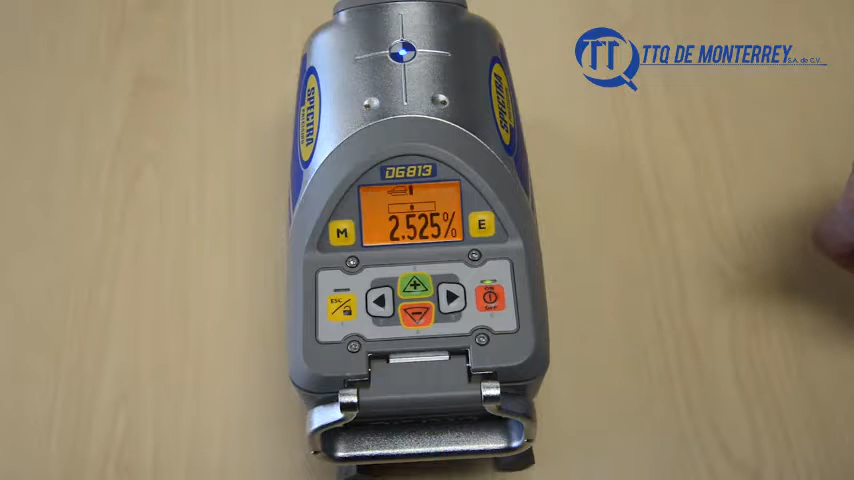 TTQ DE MONTERREY S.A. de C.V.
SPECTRA
SPECTRA
DG813
2.525%
M
E
+
ESC
−